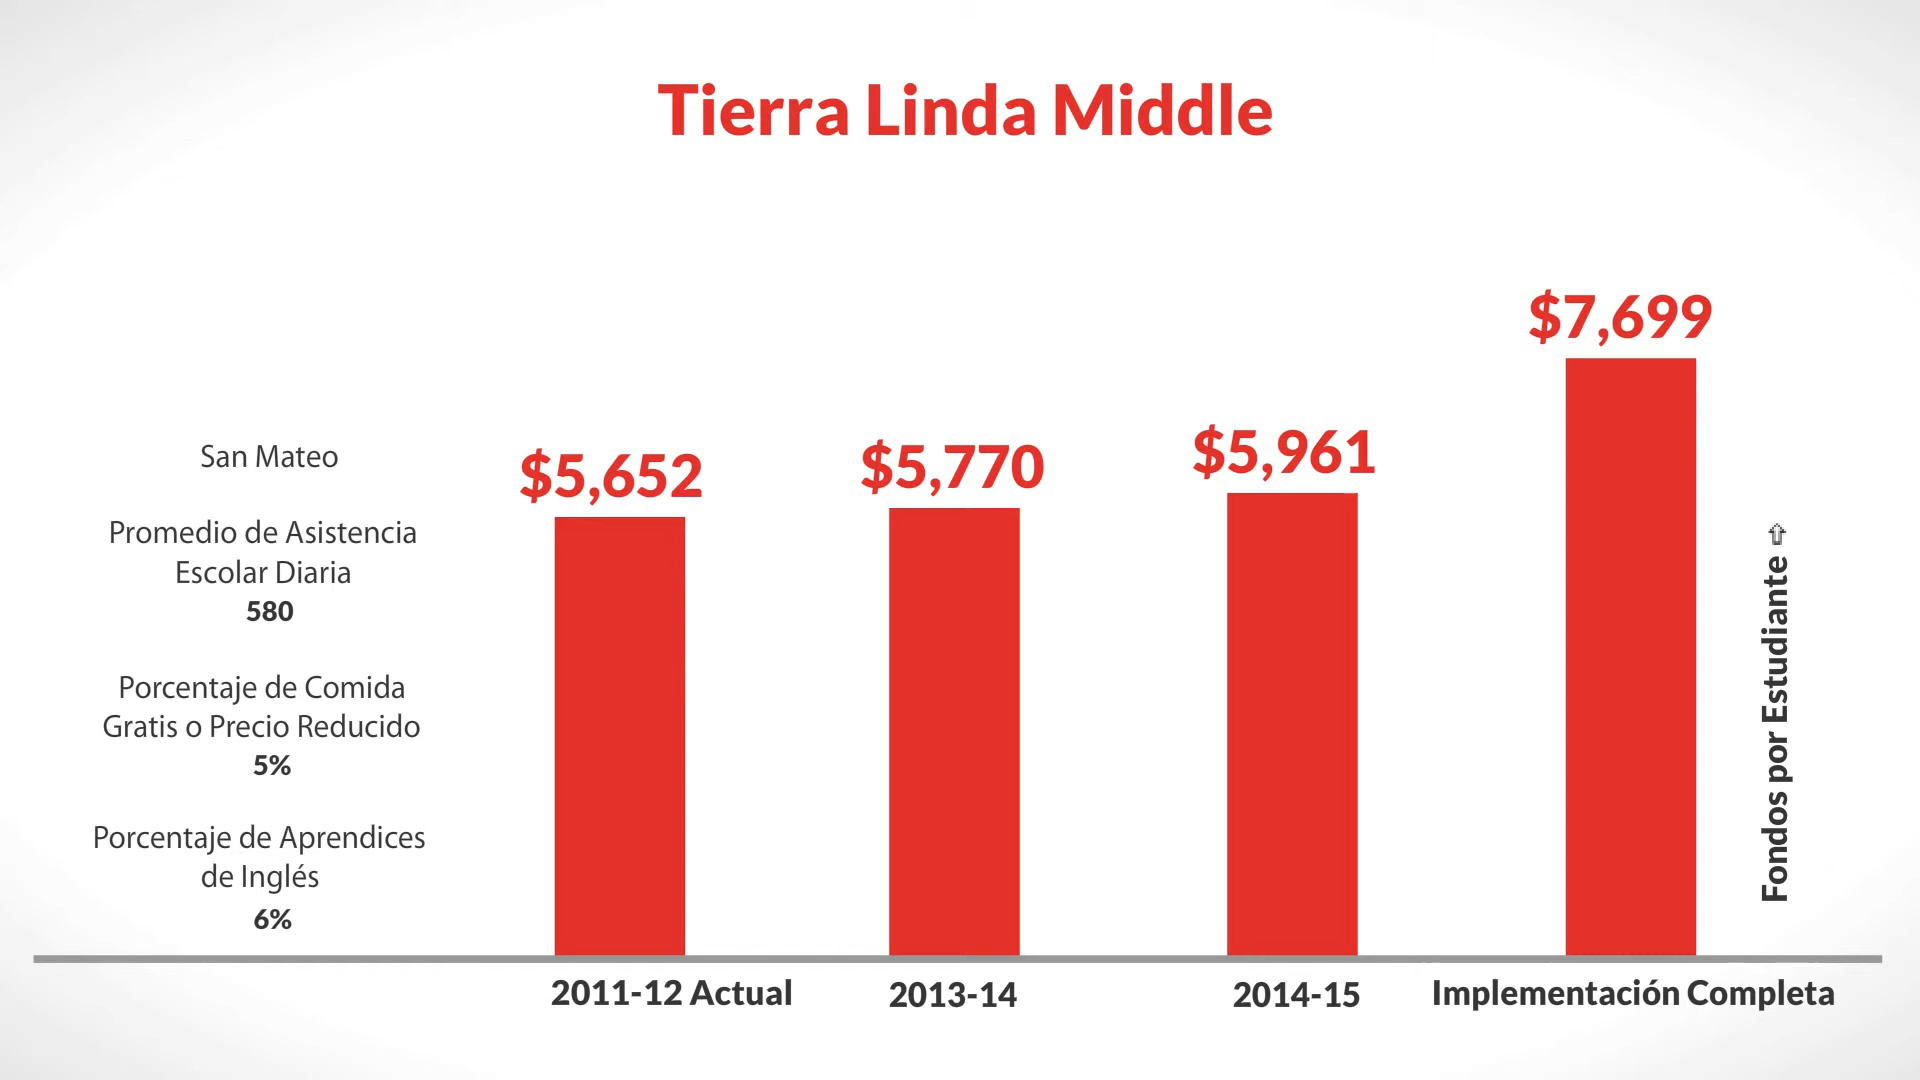 Tierra Linda Middle
San Mateo
Promedio de Asistencia
Escolar Diaria
580
Porcentaje de Comida
Gratis o Precio Reducido
5%
Porcentaje de Aprendices
de Inglés
6%
$5,652
$5,770
$5,961
$7,699
2011-12 Actual
2013-14
2014-15
Implementación Completa
Fondos por Estudiante ⇧